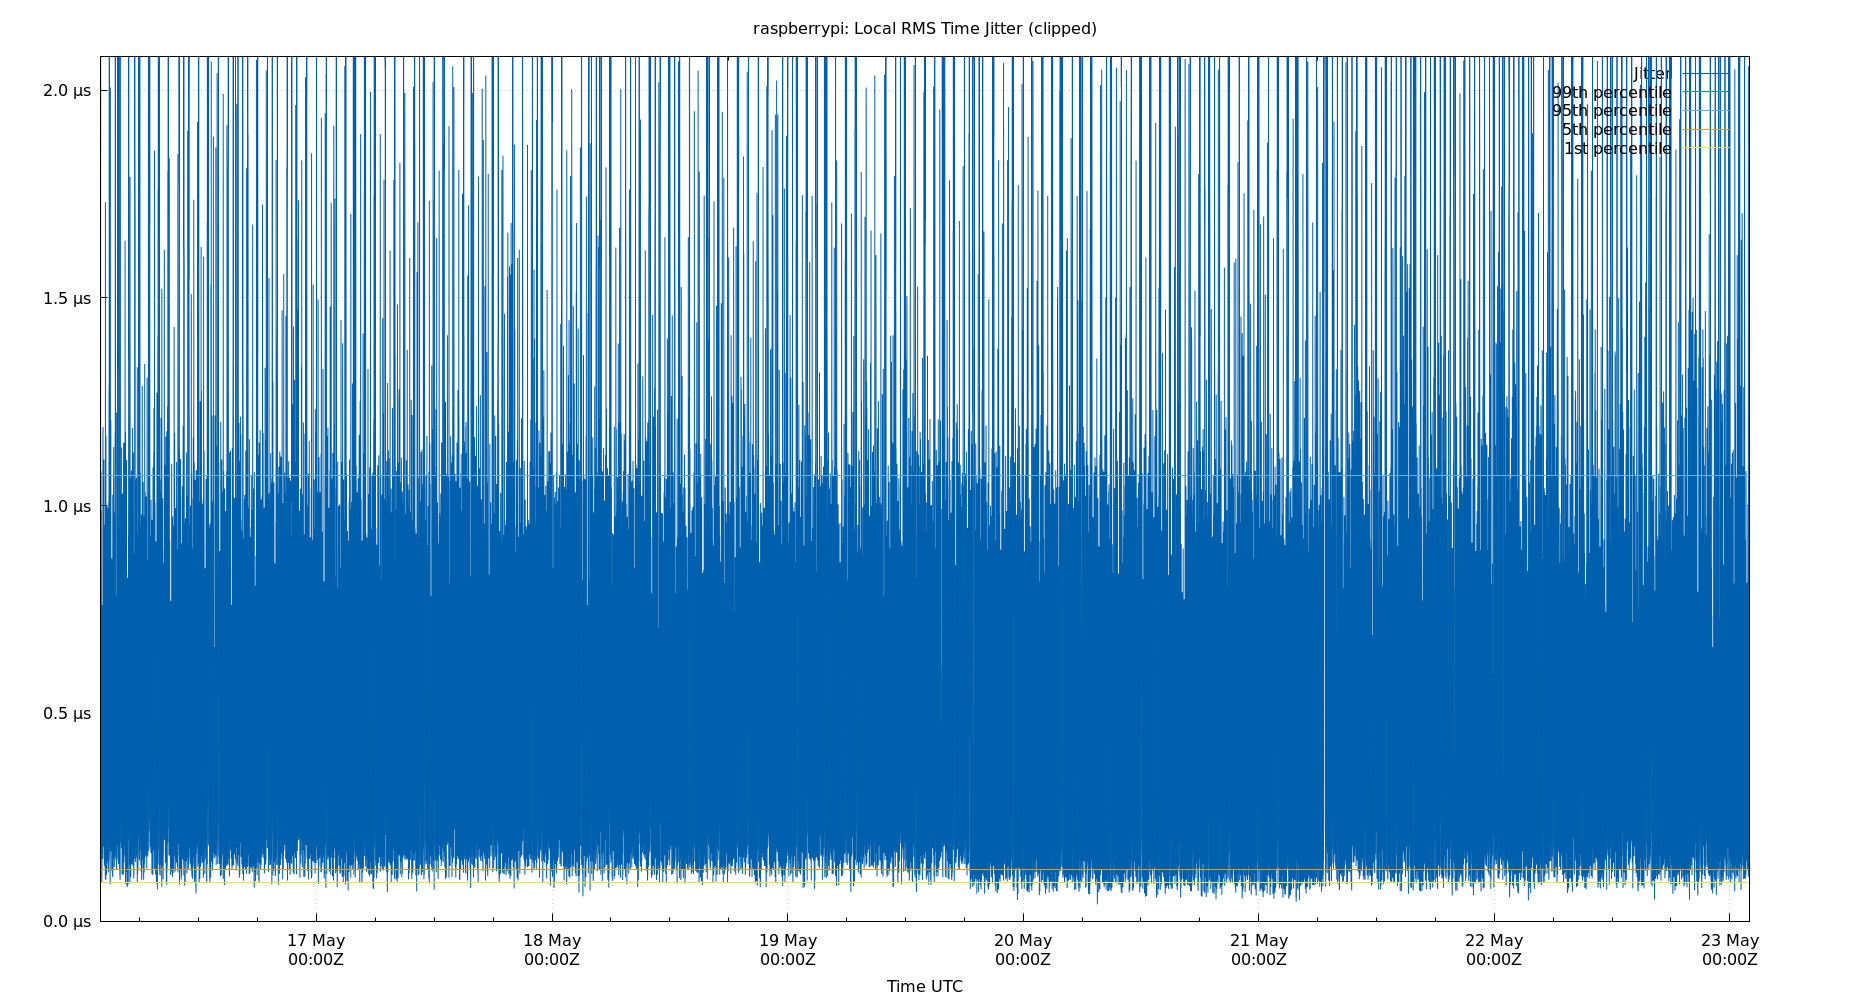 raspberrypi: Local RMS Time Jitter (clipped)
2.0 μs
1.5 μs
1.0 μs
0.5 μs
0.0 μs
Jitter
99th percentile
95th percentile
5th percentile
1st percentile
17 May 18 May 19 May 20 May 21 May 22 May 23 May
00:00Z 00:00Z 00:00Z 00:00Z 00:00Z 00:00Z 00:00Z
Time UTC